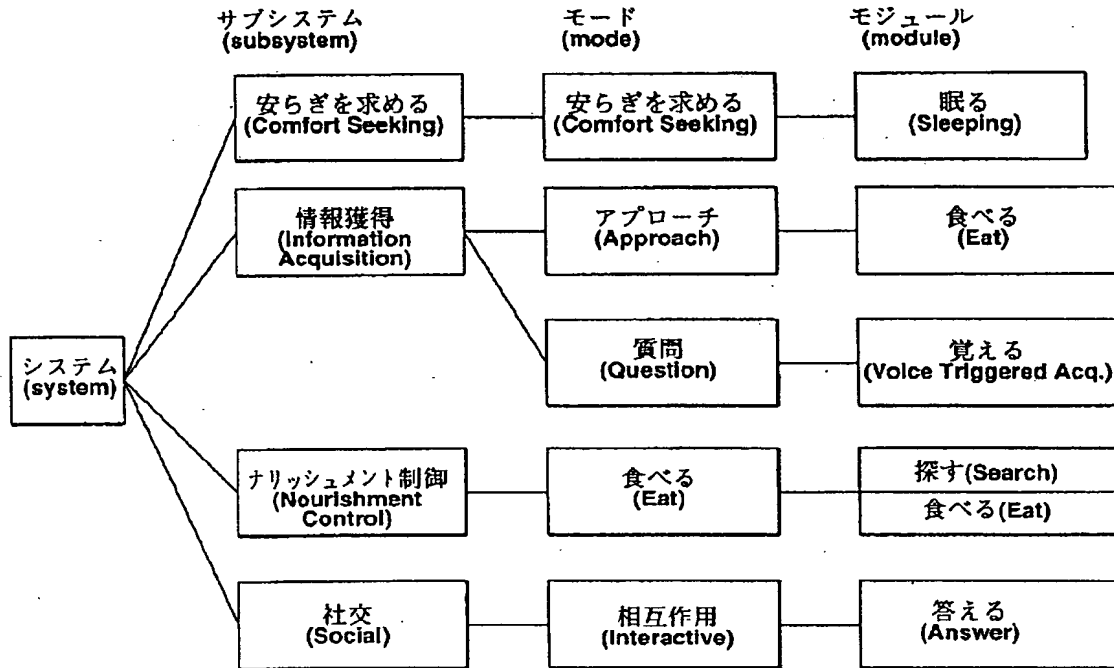 サブシステム
(subsystem)
モード
(mode)
モジュール
(module)
安らぎを求める
(Comfort Seeking)
安らぎを求める
(Comfort Seeking)
眠る
(Sleeping)
情報獲得
(Information
Acquisition)
アプローチ
(Approach)
食べる
(Eat)
システム
(system)
質問
(Question)
覚える
(Voice Triggered Acq.)
ナリッシュメント制御
(Nourishment
Control)
食べる
(Eat)
探す(Search)
食べる(Eat)
社交
(Social)
相互作用
(Interactive)
答える
(Answer)